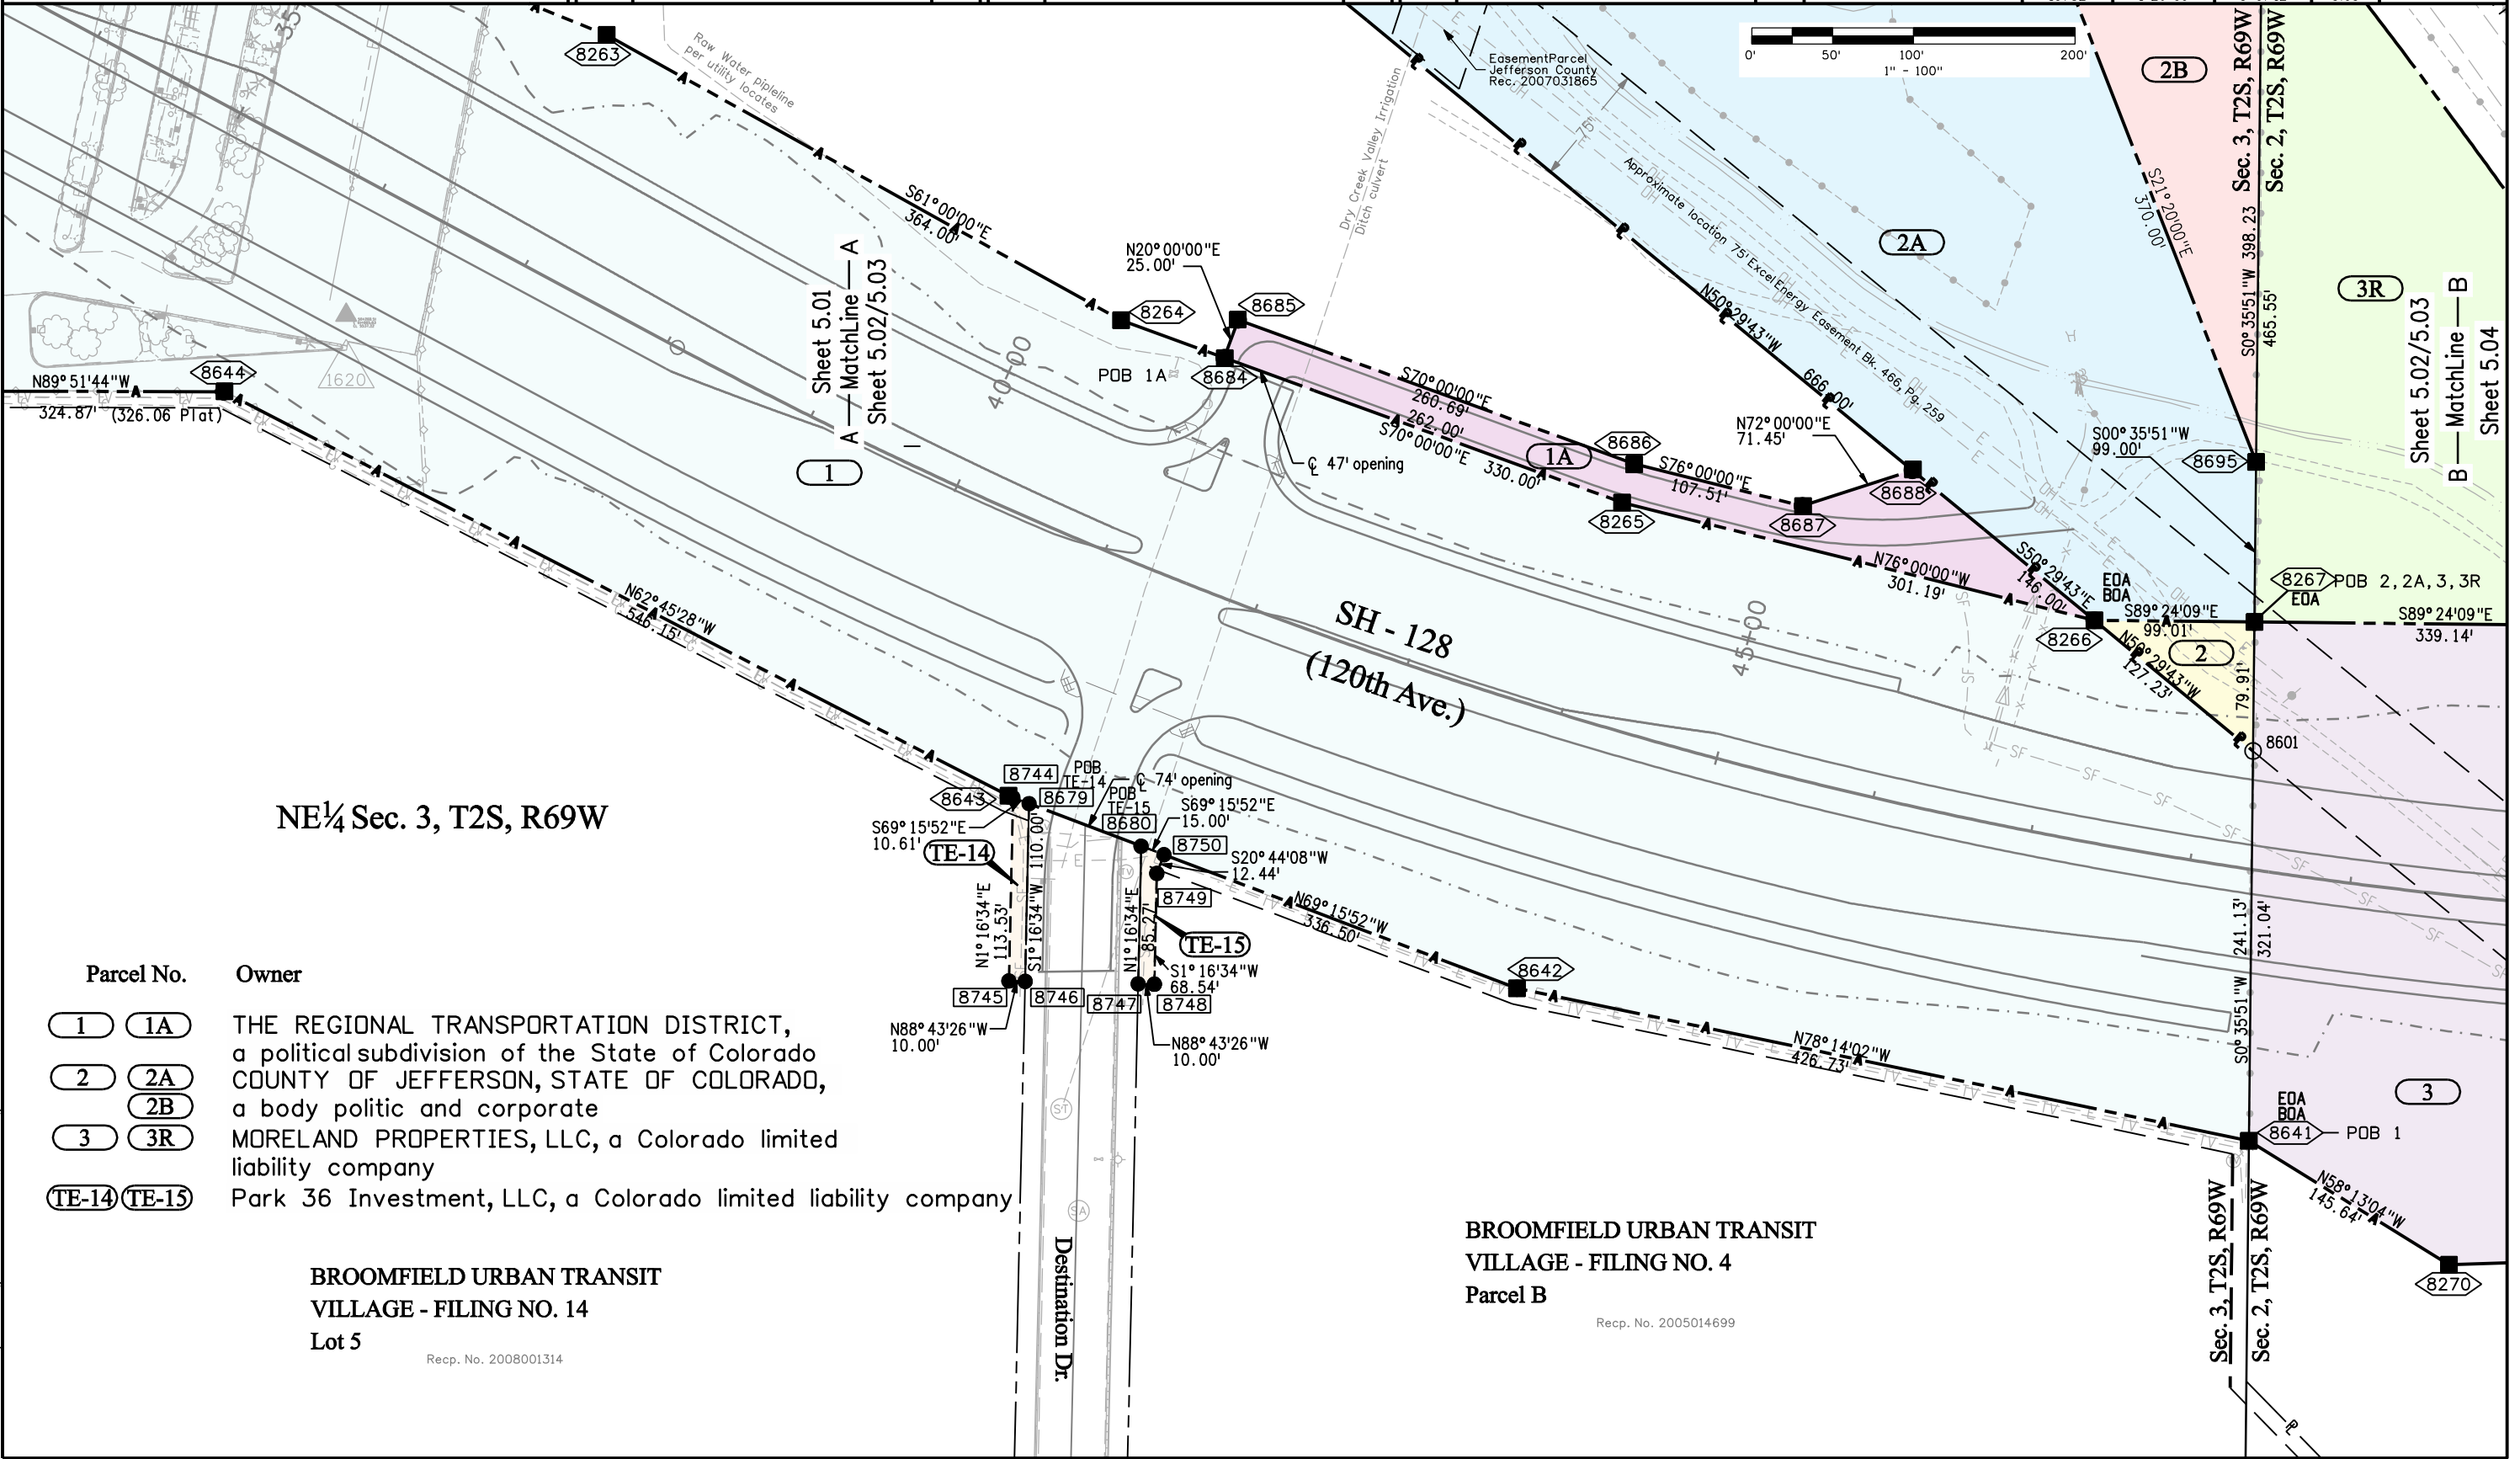 0' 50' 100' 200'
1" - 100"
8263
Raw Water pipleline
per utility locates
EasementParcel
Jefferson County
Rec. 2007031865
75'
2B
Sec. 3, T2S, R69W
Sec. 2, T2S, R69W
Dry Creek Valley Irrigation
Ditch culvert
Approximate location 75' Excel Energy Easement Bk. 466, Pg. 259
2A
S21°20'00"E
370.00'
S0°35'51"W 398.23
465.55'
3R
S61°00'00"E
364.00'
N20°00'00"E
25.00'
8264
8685
Sheet 5.01
A — MatchLine — A
Sheet 5.02/5.03
Sheet 5.02/5.03
B — MatchLine — B
Sheet 5.04
40+00
POB 1A
8684
N50°29'43"W
666.00'
S70°00'00"E
260.69'
262.00'
S70°00'00"E 330.00'
N89°51'44"W
324.87' (326.06 Plat)
8644
1620
1
℄ 47' opening
8686
1A
S76°00'00"E
107.51'
N72°00'00"E
71.45'
8688
8687
8265
S00°35'51"W
99.00'
8695
N76°00'00"W
301.19'
S50°29'43"E
146.00'
EOA
BOA
8267 POB 2,2A,3,3R
EOA
S89°24'09"E
99.01'
S89°24'09"E
339.14'
8266
2
N50°29'43"W
127.23'
79.91'
8601
N62°45'28"W
546.15'
SH - 128
(120th Ave.)
45+00
NE¼ Sec. 3, T2S, R69W
8744
POB
TE-14
℄ 74' opening
8643
8679
POB
TE-15
8680
S69°15'52"E
15.00'
S69°15'52"E
10.61'
TE-14
8750
S20°44'08"W
12.44'
8749
N1°16'34"E
113.53'
S1°16'34"W 110.00'
N1°16'34"E
85.27'
TE-15
S1°16'34"W
68.54'
N69°15'52"W
336.50'
8642
8745
8746
8747
8748
N88°43'26"W
10.00'
N88°43'26"W
10.00'
N78°14'02"W
426.73'
S0°35'51"W 241.13'
321.04'
3
EOA
BOA
8641 POB 1
N58°13'04"W
145.64'
8270
Parcel No. Owner
1 1A THE REGIONAL TRANSPORTATION DISTRICT,
a political subdivision of the State of Colorado
2 2A COUNTY OF JEFFERSON, STATE OF COLORADO,
2B a body politic and corporate
3 3R MORELAND PROPERTIES, LLC, a Colorado limited
liability company
TE-14 TE-15 Park 36 Investment, LLC, a Colorado limited liability company
BROOMFIELD URBAN TRANSIT
VILLAGE - FILING NO. 14
Lot 5
Recp. No. 2008001314
Destination Dr.
BROOMFIELD URBAN TRANSIT
VILLAGE - FILING NO. 4
Parcel B
Recp. No. 2005014699
Sec. 3, T2S, R69W
Sec. 2, T2S, R69W